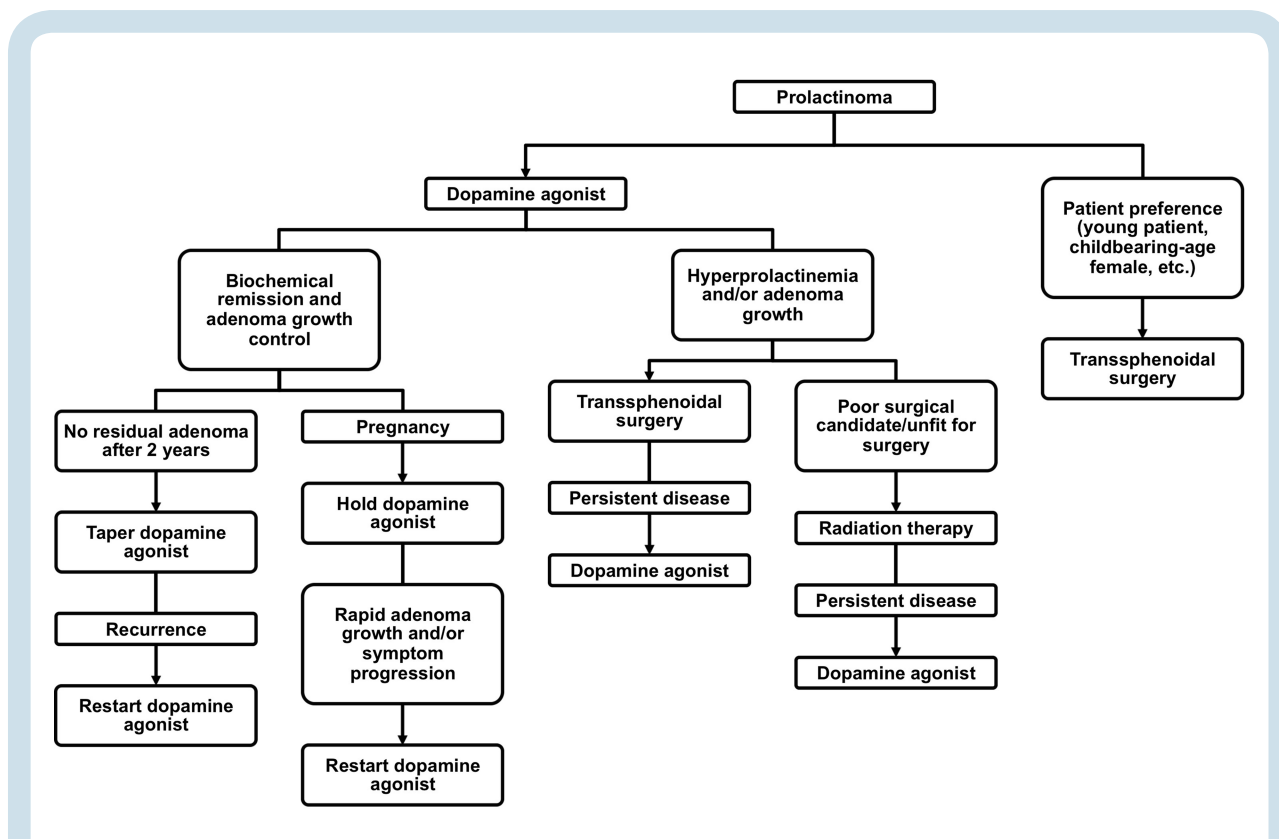 Prolactinoma
Dopamine agonist
Patient preference
(young patient,
childbearing-age
female, etc.)
Transsphenoidal
surgery
Biochemical
remission and
adenoma growth
control
Hyperprolactinemia
and/or adenoma
growth
No residual adenoma
after 2 years
Taper dopamine
agonist
Recurrence
Restart dopamine
agonist
Pregnancy
Hold dopamine
agonist
Rapid adenoma
growth and/or
symptom
progression
Restart dopamine
agonist
Transsphenoidal
surgery
Persistent disease
Dopamine agonist
Poor surgical
candidate/unfit for
surgery
Radiation therapy
Persistent disease
Dopamine agonist